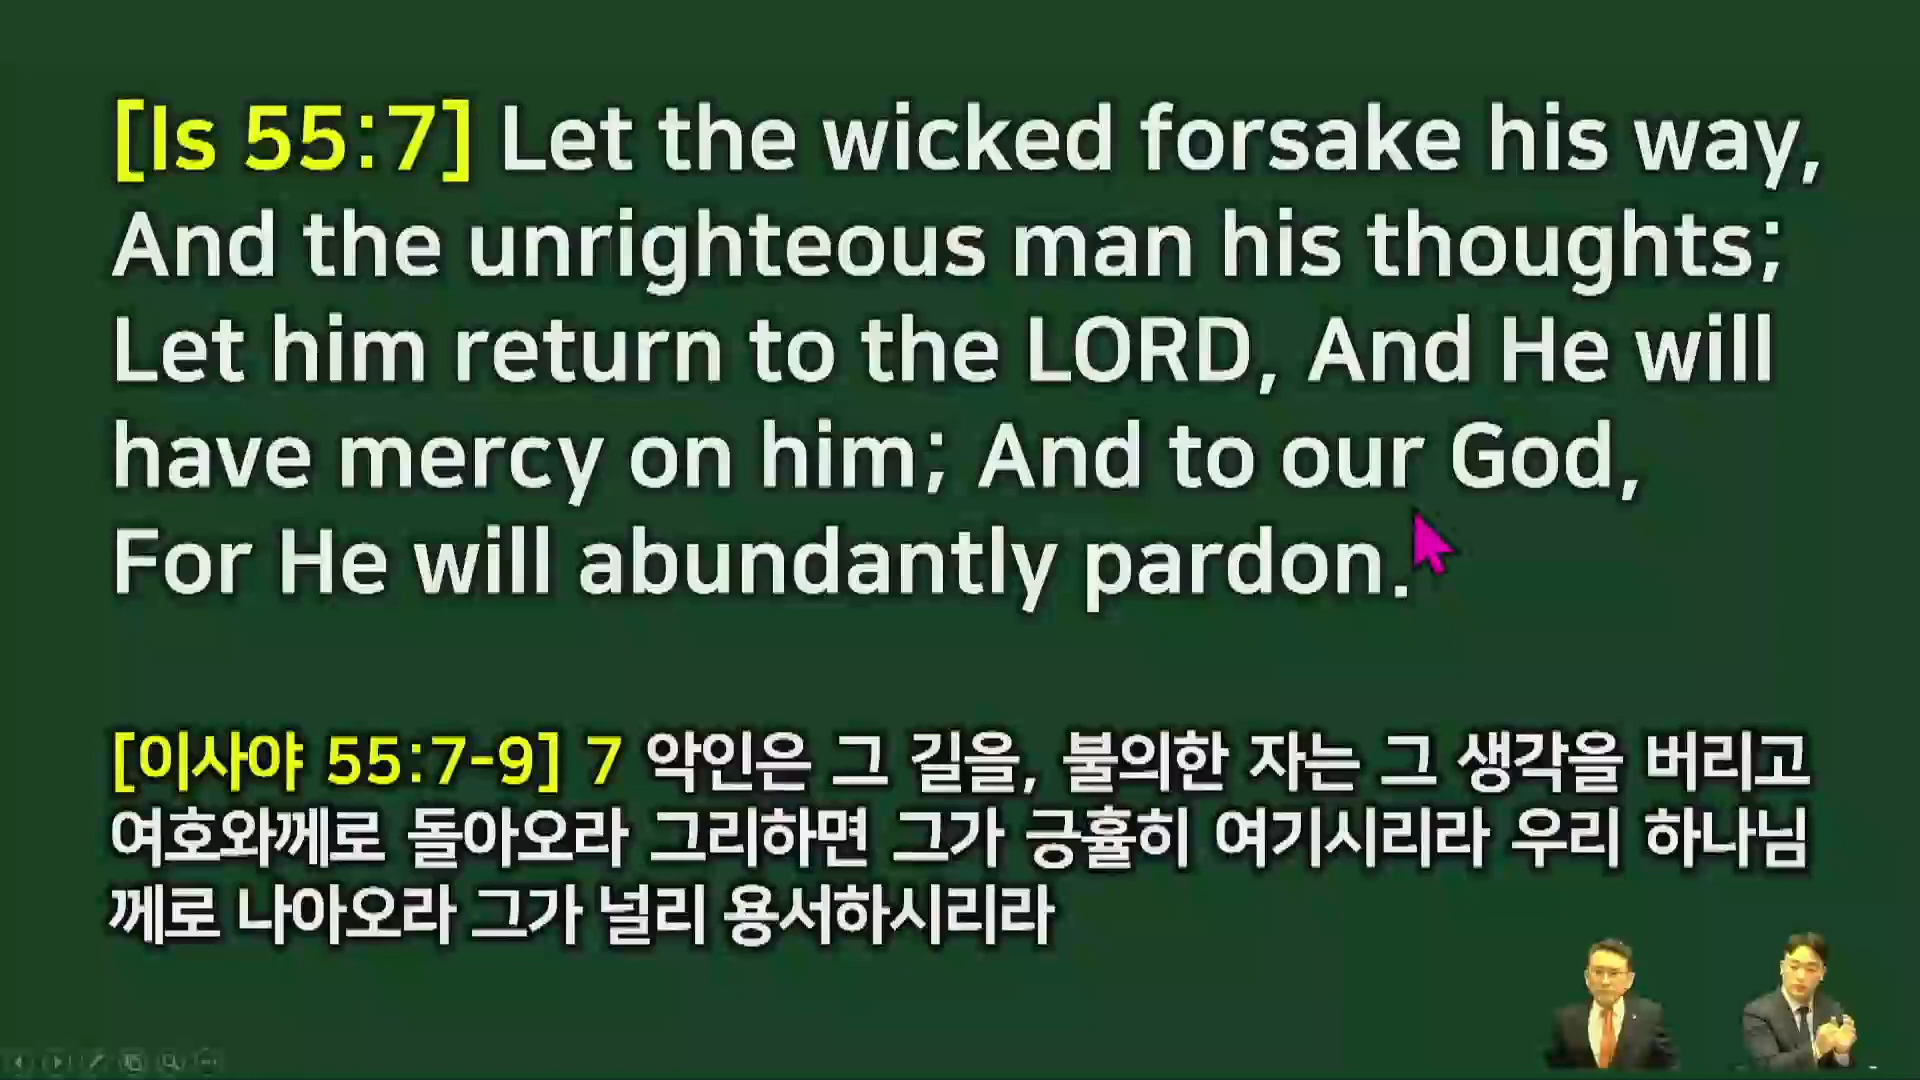 [Is 55:7] Let the wicked forsake his way,
And the unrighteous man his thoughts;
Let him return to the LORD, And He will
have mercy on him; And to our God,
For He will abundantly pardon.
[이사야 55:7-9] 7 악인은 그 길을, 불의한 자는 그 생각을 버리고
여호와께로 돌아오라 그리하면 그가 긍휼히 여기시리라 우리 하나님
께로 나아오라 그가 널리 용서하시리라